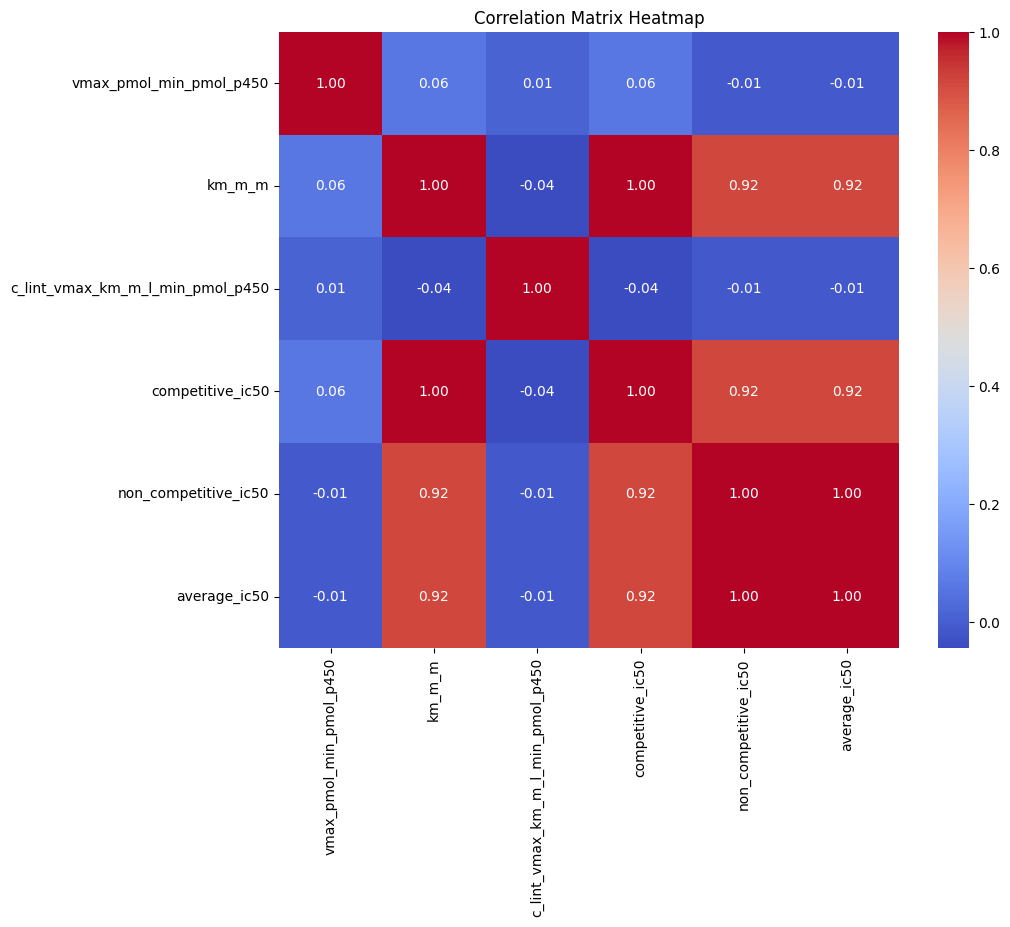 Correlation Matrix Heatmap
vmax_pmol_min_pmol_p450 1.00 0.06 0.01 0.06 -0.01 -0.01
km_m_m 0.06 1.00 -0.04 1.00 0.92 0.92
c_lint_vmax_km_m_l_min_pmol_p450 0.01 -0.04 1.00 -0.04 -0.01 -0.01
competitive_ic50 0.06 1.00 -0.04 1.00 0.92 0.92
non_competitive_ic50 -0.01 0.92 -0.01 0.92 1.00 1.00
average_ic50 -0.01 0.92 -0.01 0.92 1.00 1.00
vmax_pmol_min_pmol_p450
km_m_m
c_lint_vmax_km_m_l_min_pmol_p450
competitive_ic50
non_competitive_ic50
average_ic50
1.0
0.8
0.6
0.4
0.2
0.0